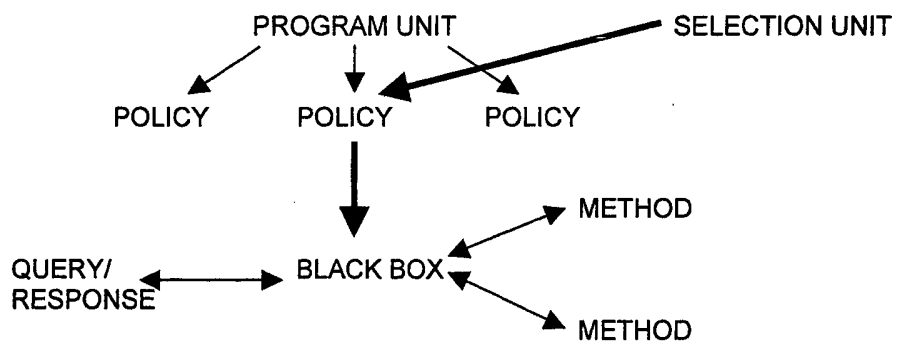 PROGRAM UNIT
SELECTION UNIT
POLICY
POLICY
POLICY
METHOD
QUERY/
RESPONSE
BLACK BOX
METHOD